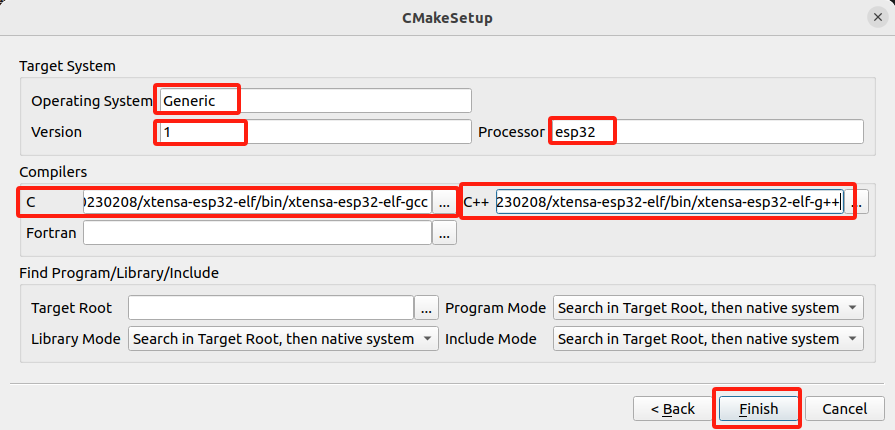 CMakeSetup
Target System
Operating System Generic
Version 1 Processor esp32
Compilers
C 0230208/xtensa-esp32-elf/bin/xtensa-esp32-elf-gcc ... C++ 230208/xtensa-esp32-elf/bin/xtensa-esp32-elf-g++ ...
Fortran ...
Find Program/Library/Include
Target Root ... Program Mode Search in Target Root, then native system
Library Mode Search in Target Root, then native system Include Mode Search in Target Root, then native system
< Back Finish Cancel